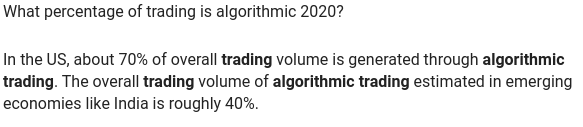 What percentage of trading is algorithmic 2020?
In the US, about 70% of overall trading volume is generated through algorithmic
trading. The overall trading volume of algorithmic trading estimated in emerging
economies like India is roughly 40%.